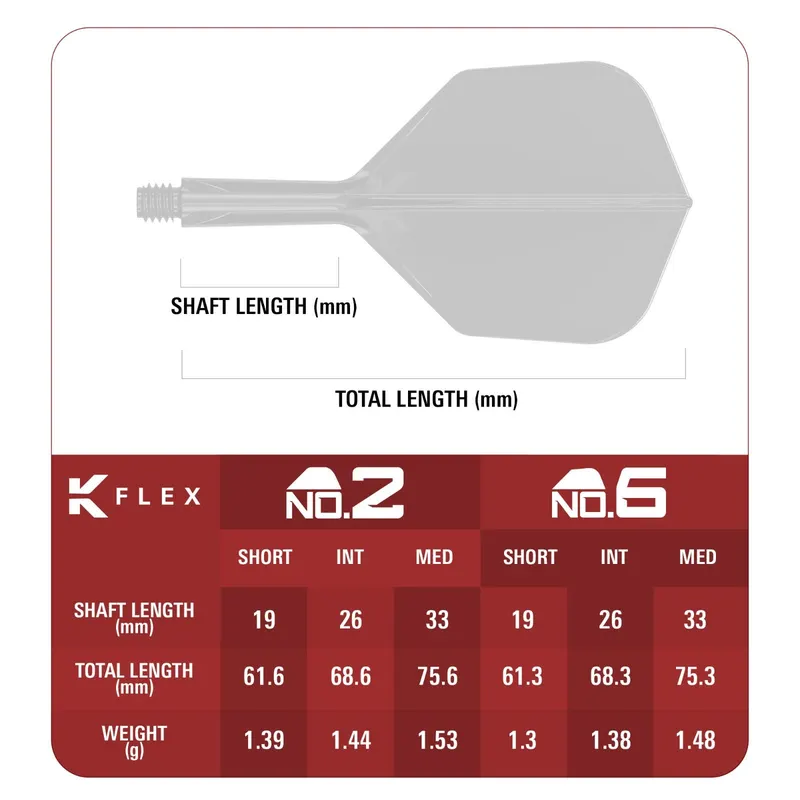 SHAFT LENGTH (mm)
TOTAL LENGTH (mm)
K FLEX NO.2 NO.6
SHORT INT MED SHORT INT MED
SHAFT LENGTH
(mm) 19 26 33 19 26 33
TOTAL LENGTH
(mm) 61.6 68.6 75.6 61.3 68.3 75.3
WEIGHT
(g) 1.39 1.44 1.53 1.3 1.38 1.48